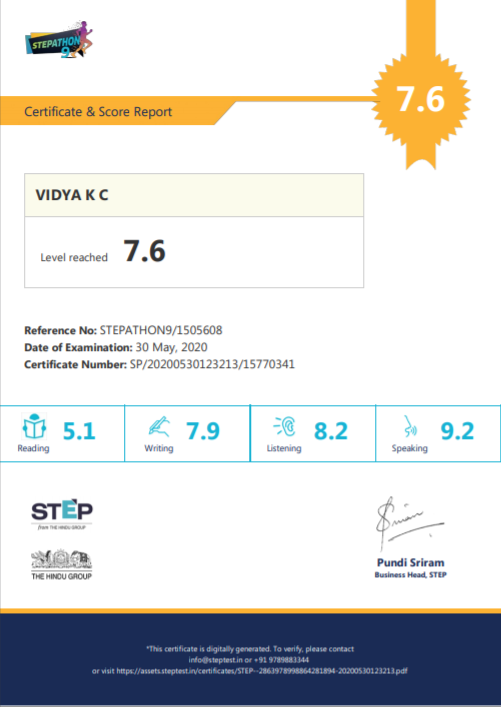 STEPATHON
9
7.6
Certificate & Score Report
VIDYA K C
Level reached 7.6
Reference No: STEPATHON9/1505608
Date of Examination: 30 May, 2020
Certificate Number: SP/20200530123213/15770341
5.1 7.9 8.2 9.2
Reading Writing Listening Speaking
STEP
from THE HINDU GROUP
THE HINDU GROUP
Pundi Sriram
Business Head, STEP
*This certificate is digitally generated. To verify, please contact
info@steptest.in or +91 9789883344
or visit https://assets.steptest.in/certificates/STEP--2863978998864281894-20200530123213.pdf